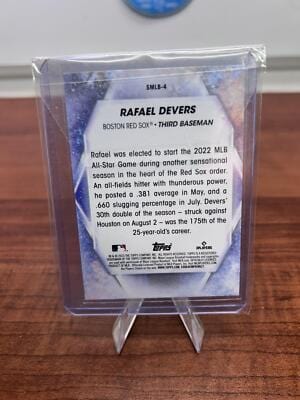 SMLB-4
RAFAEL DEVERS
BOSTON RED SOX® • THIRD BASEMAN
Rafael was elected to start the 2022 MLB
All-Star Game during another sensational
season in the heart of the Red Sox order.
An all-fields hitter with thunderous power,
he posted a .381 average in May, and a
.660 slugging percentage in July. Devers'
30th double of the season – struck against
Houston on August 2 – was the 175th of the
25-year-old's career.
Topps
PLAYERS